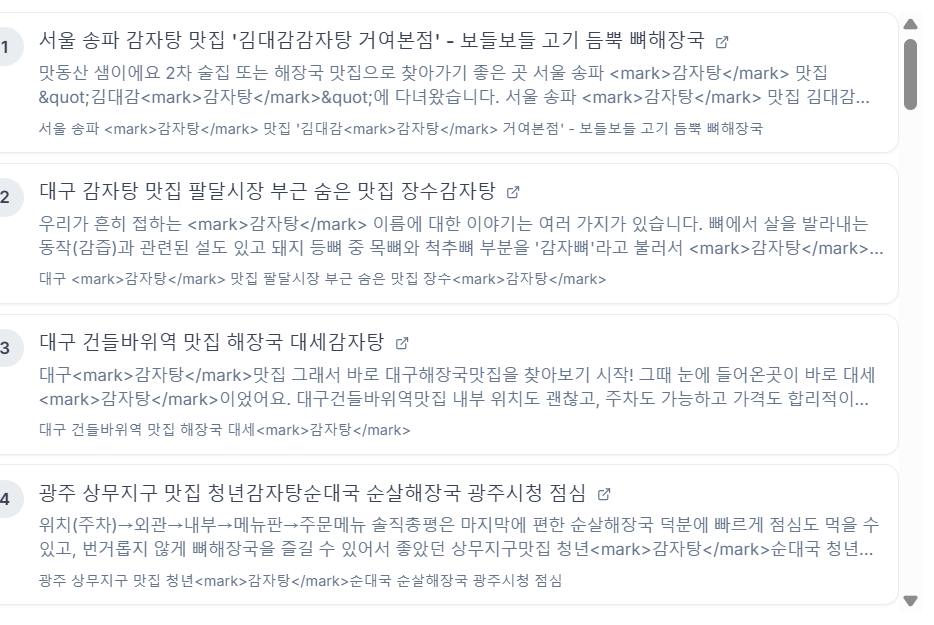 1
서울 송파 감자탕 맛집 '김대감감자탕 거여본점' - 보들보들 고기 듬뿍 뼈해장국
맛동산 샘이에요 2차 술집 또는 해장국 맛집으로 찾아가기 좋은 곳 서울 송파 <mark>감자탕</mark> 맛집
&quot;김대감<mark>감자탕</mark>&quot;에 다녀왔습니다. 서울 송파 <mark>감자탕</mark> 맛집 김대감...
서울 송파 <mark>감자탕</mark> 맛집 '김대감<mark>감자탕</mark> 거여본점' - 보들보들 고기 듬뿍 뼈해장국
2
대구 감자탕 맛집 팔달시장 부근 숨은 맛집 장수감자탕
우리가 흔히 접하는 <mark>감자탕</mark> 이름에 대한 이야기는 여러 가지가 있습니다. 뼈에서 살을 발라내는
동작(감즙)과 관련된 설도 있고 돼지 등뼈 중 목뼈와 척추뼈 부분을 '감자뼈'라고 불러서 <mark>감자탕</mark>...
대구 <mark>감자탕</mark> 맛집 팔달시장 부근 숨은 맛집 장수<mark>감자탕</mark>
3
대구 건들바위역 맛집 해장국 대세감자탕
대구<mark>감자탕</mark>맛집 그래서 바로 대구해장국맛집을 찾아보기 시작! 그때 눈에 들어온곳이 바로 대세
<mark>감자탕</mark>이었어요. 대구건들바위역맛집 내부 위치도 괜찮고, 주차도 가능하고 가격도 합리적이...
대구 건들바위역 맛집 해장국 대세<mark>감자탕</mark>
4
광주 상무지구 맛집 청년감자탕순대국 순살해장국 광주시청 점심
위치(주차)→외관→내부→메뉴판→주문메뉴 솔직총평은 마지막에 편한 순살해장국 덕분에 빠르게 점심도 먹을 수
있고, 번거롭지 않게 뼈해장국을 즐길 수 있어서 좋았던 상무지구맛집 청년<mark>감자탕</mark>순대국 청년...
광주 상무지구 맛집 청년<mark>감자탕</mark>순대국 순살해장국 광주시청 점심